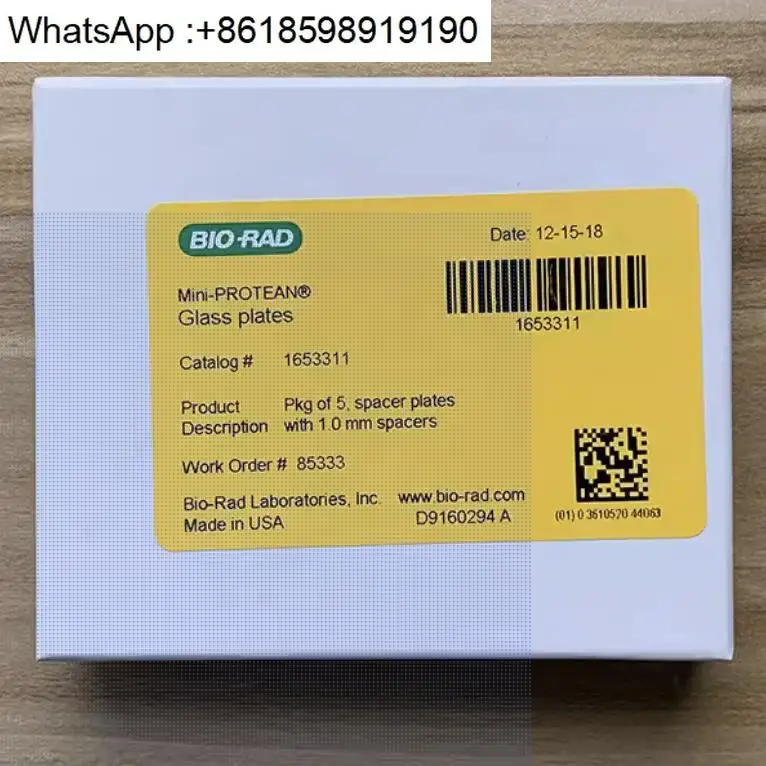 WhatsApp :+8618598919190
BIO-RAD
Date: 12-15-18
Mini-PROTEAN®
Glass plates
1653311
Catalog # 1653311
Product Pkg of 5, spacer plates
Description with 1.0 mm spacers
Work Order # 85333
Bio-Rad Laboratories, Inc. www.bio-rad.com
Made in USA D9160294 A
(01) 0 3610520 44063